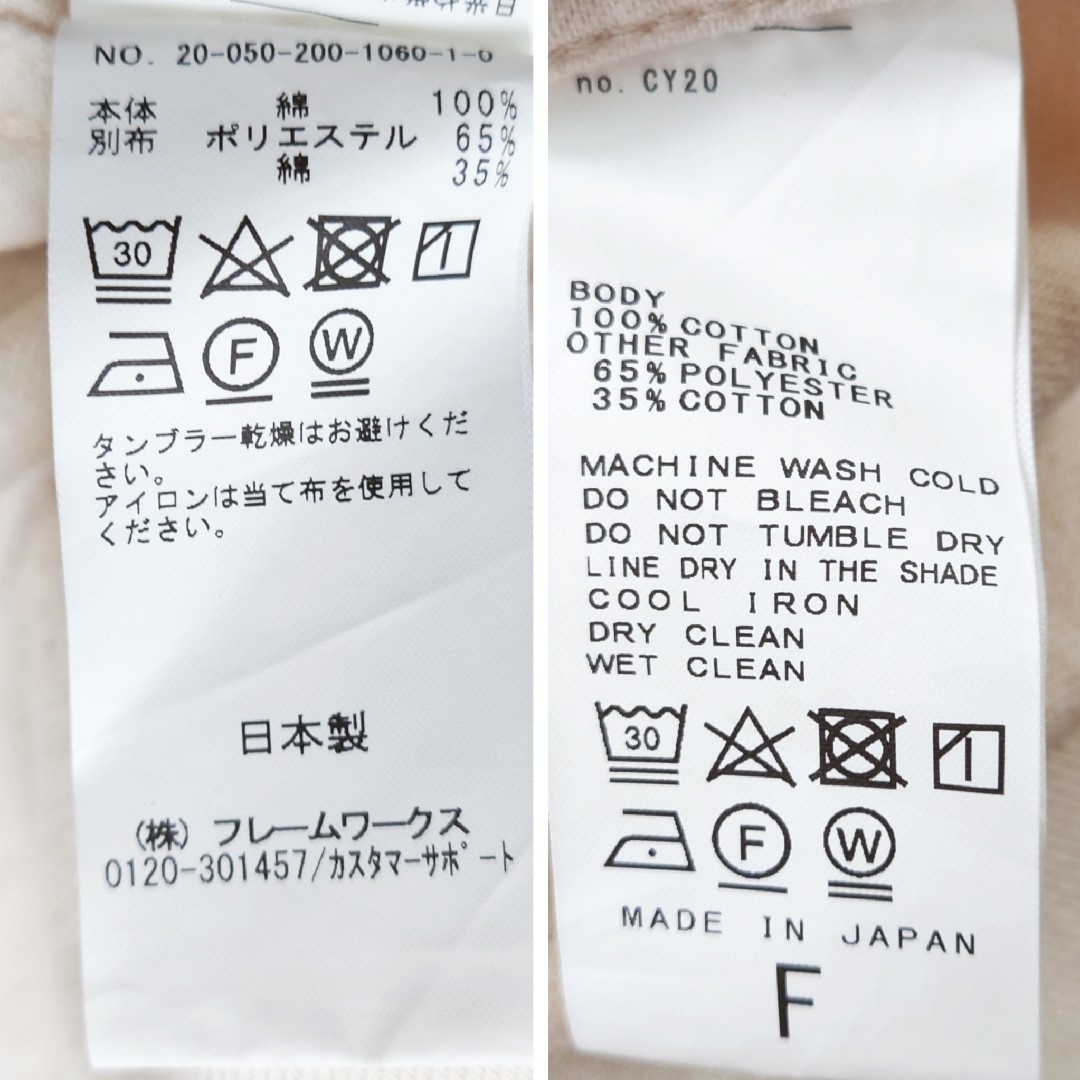 NO. 20-050-200-1060-1-0
本体 綿 100%
別布 ポリエステル 65%
綿 35%
30
F W
タンブラー乾燥はお避けくだ
さい。
アイロンは当て布を使用して
ください。
日本製
(株) フレームワークス
0120-301457/カスタマーサポート
no. CY20
BODY
100% COTTON
OTHER FABRIC
65% POLYESTER
35% COTTON
MACHINE WASH COLD
DO NOT BLEACH
DO NOT TUMBLE DRY
LINE DRY IN THE SHADE
COOL IRON
DRY CLEAN
WET CLEAN
30
F W
MADE IN JAPAN
F